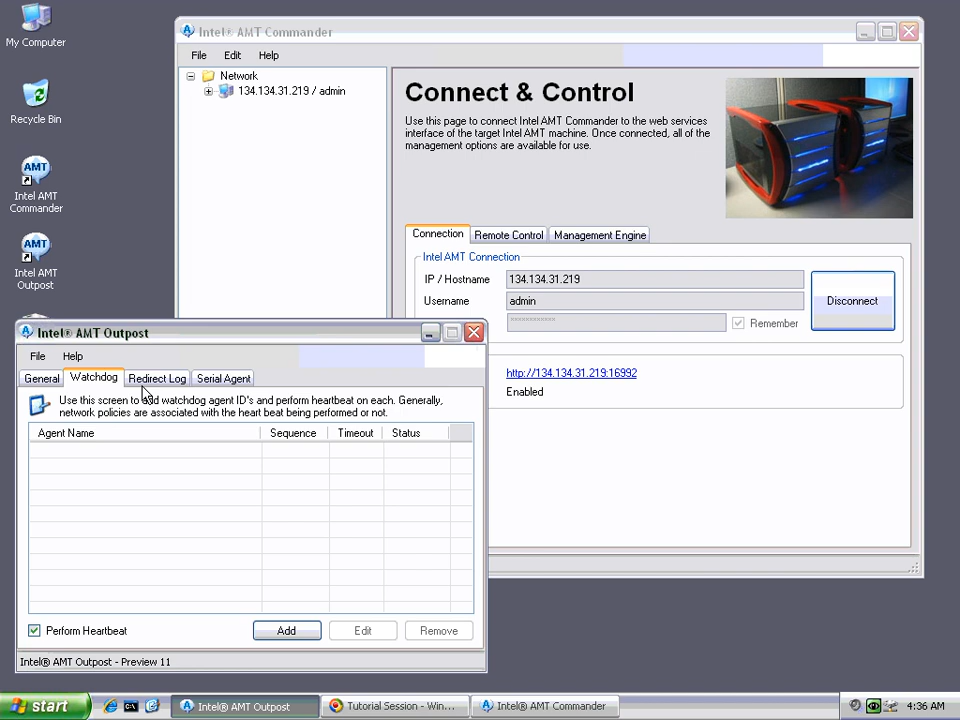 My Computer
Recycle Bin
AMT
Intel AMT
Commander
AMT
Intel AMT
Outpost
Intel® AMT Commander
File Edit Help
Network
134.134.31.219 / admin
Connect & Control
Use this page to connect Intel AMT Commander to the web services
interface of the target Intel AMT machine. Once connected, all of the
management options are available for use.
Connection Remote Control Management Engine
Intel AMT Connection
IP / Hostname 134.134.31.219
Username admin
************ Remember
Disconnect
http://134.134.31.219:16992
Enabled
Intel® AMT Outpost
File Help
General Watchdog Redirect Log Serial Agent
Use this screen to add watchdog agent ID's and perform heartbeat on each. Generally,
network policies are associated with the heart beat being performed or not.
Agent Name Sequence Timeout Status
Perform Heartbeat Add Edit Remove
Intel® AMT Outpost - Preview 11
start Intel® AMT Outpost Tutorial Session - Win... Intel® AMT Commander 4:36 AM